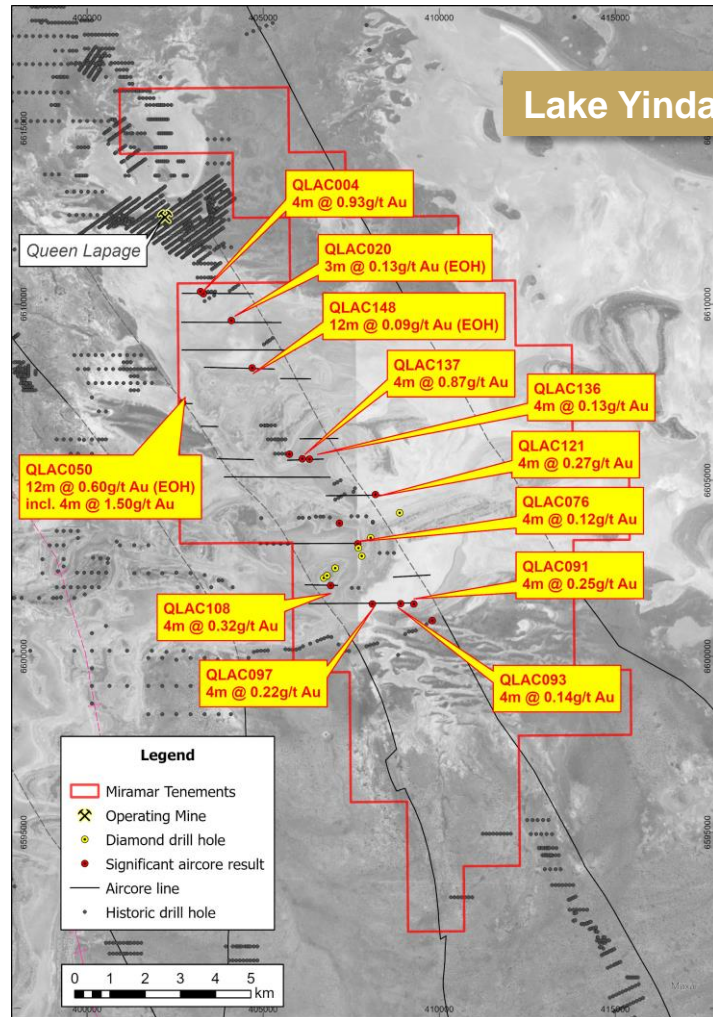 400000
405000
410000
415000
Lake Yinda
6615000
QLAC004
4m @ 0.93g/t Au
Queen Lapage
QLAC020
3m @ 0.13g/t Au (EOH)
6610000
6610000
QLAC148
12m @ 0.09g/t Au (EOH)
QLAC137
4m @ 0.87g/t Au
QLAC136
4m @ 0.13g/t Au
QLAC121
4m @ 0.27g/t Au
QLAC050
12m @ 0.60g/t Au (EOH)
incl. 4m @ 1.50g/t Au
6605000
6605000
QLAC076
4m @ 0.12g/t Au
QLAC091
4m @ 0.25g/t Au
QLAC108
4m @ 0.32g/t Au
6600000
6600000
QLAC097
4m @ 0.22g/t Au
QLAC093
4m @ 0.14g/t Au
Legend
Miramar Tenements
Operating Mine
Diamond drill hole
Significant aircore result
Aircore line
Historic drill hole
6595000
6595000
0 1 2 3 4 5
km
400000
405000
410000
415000